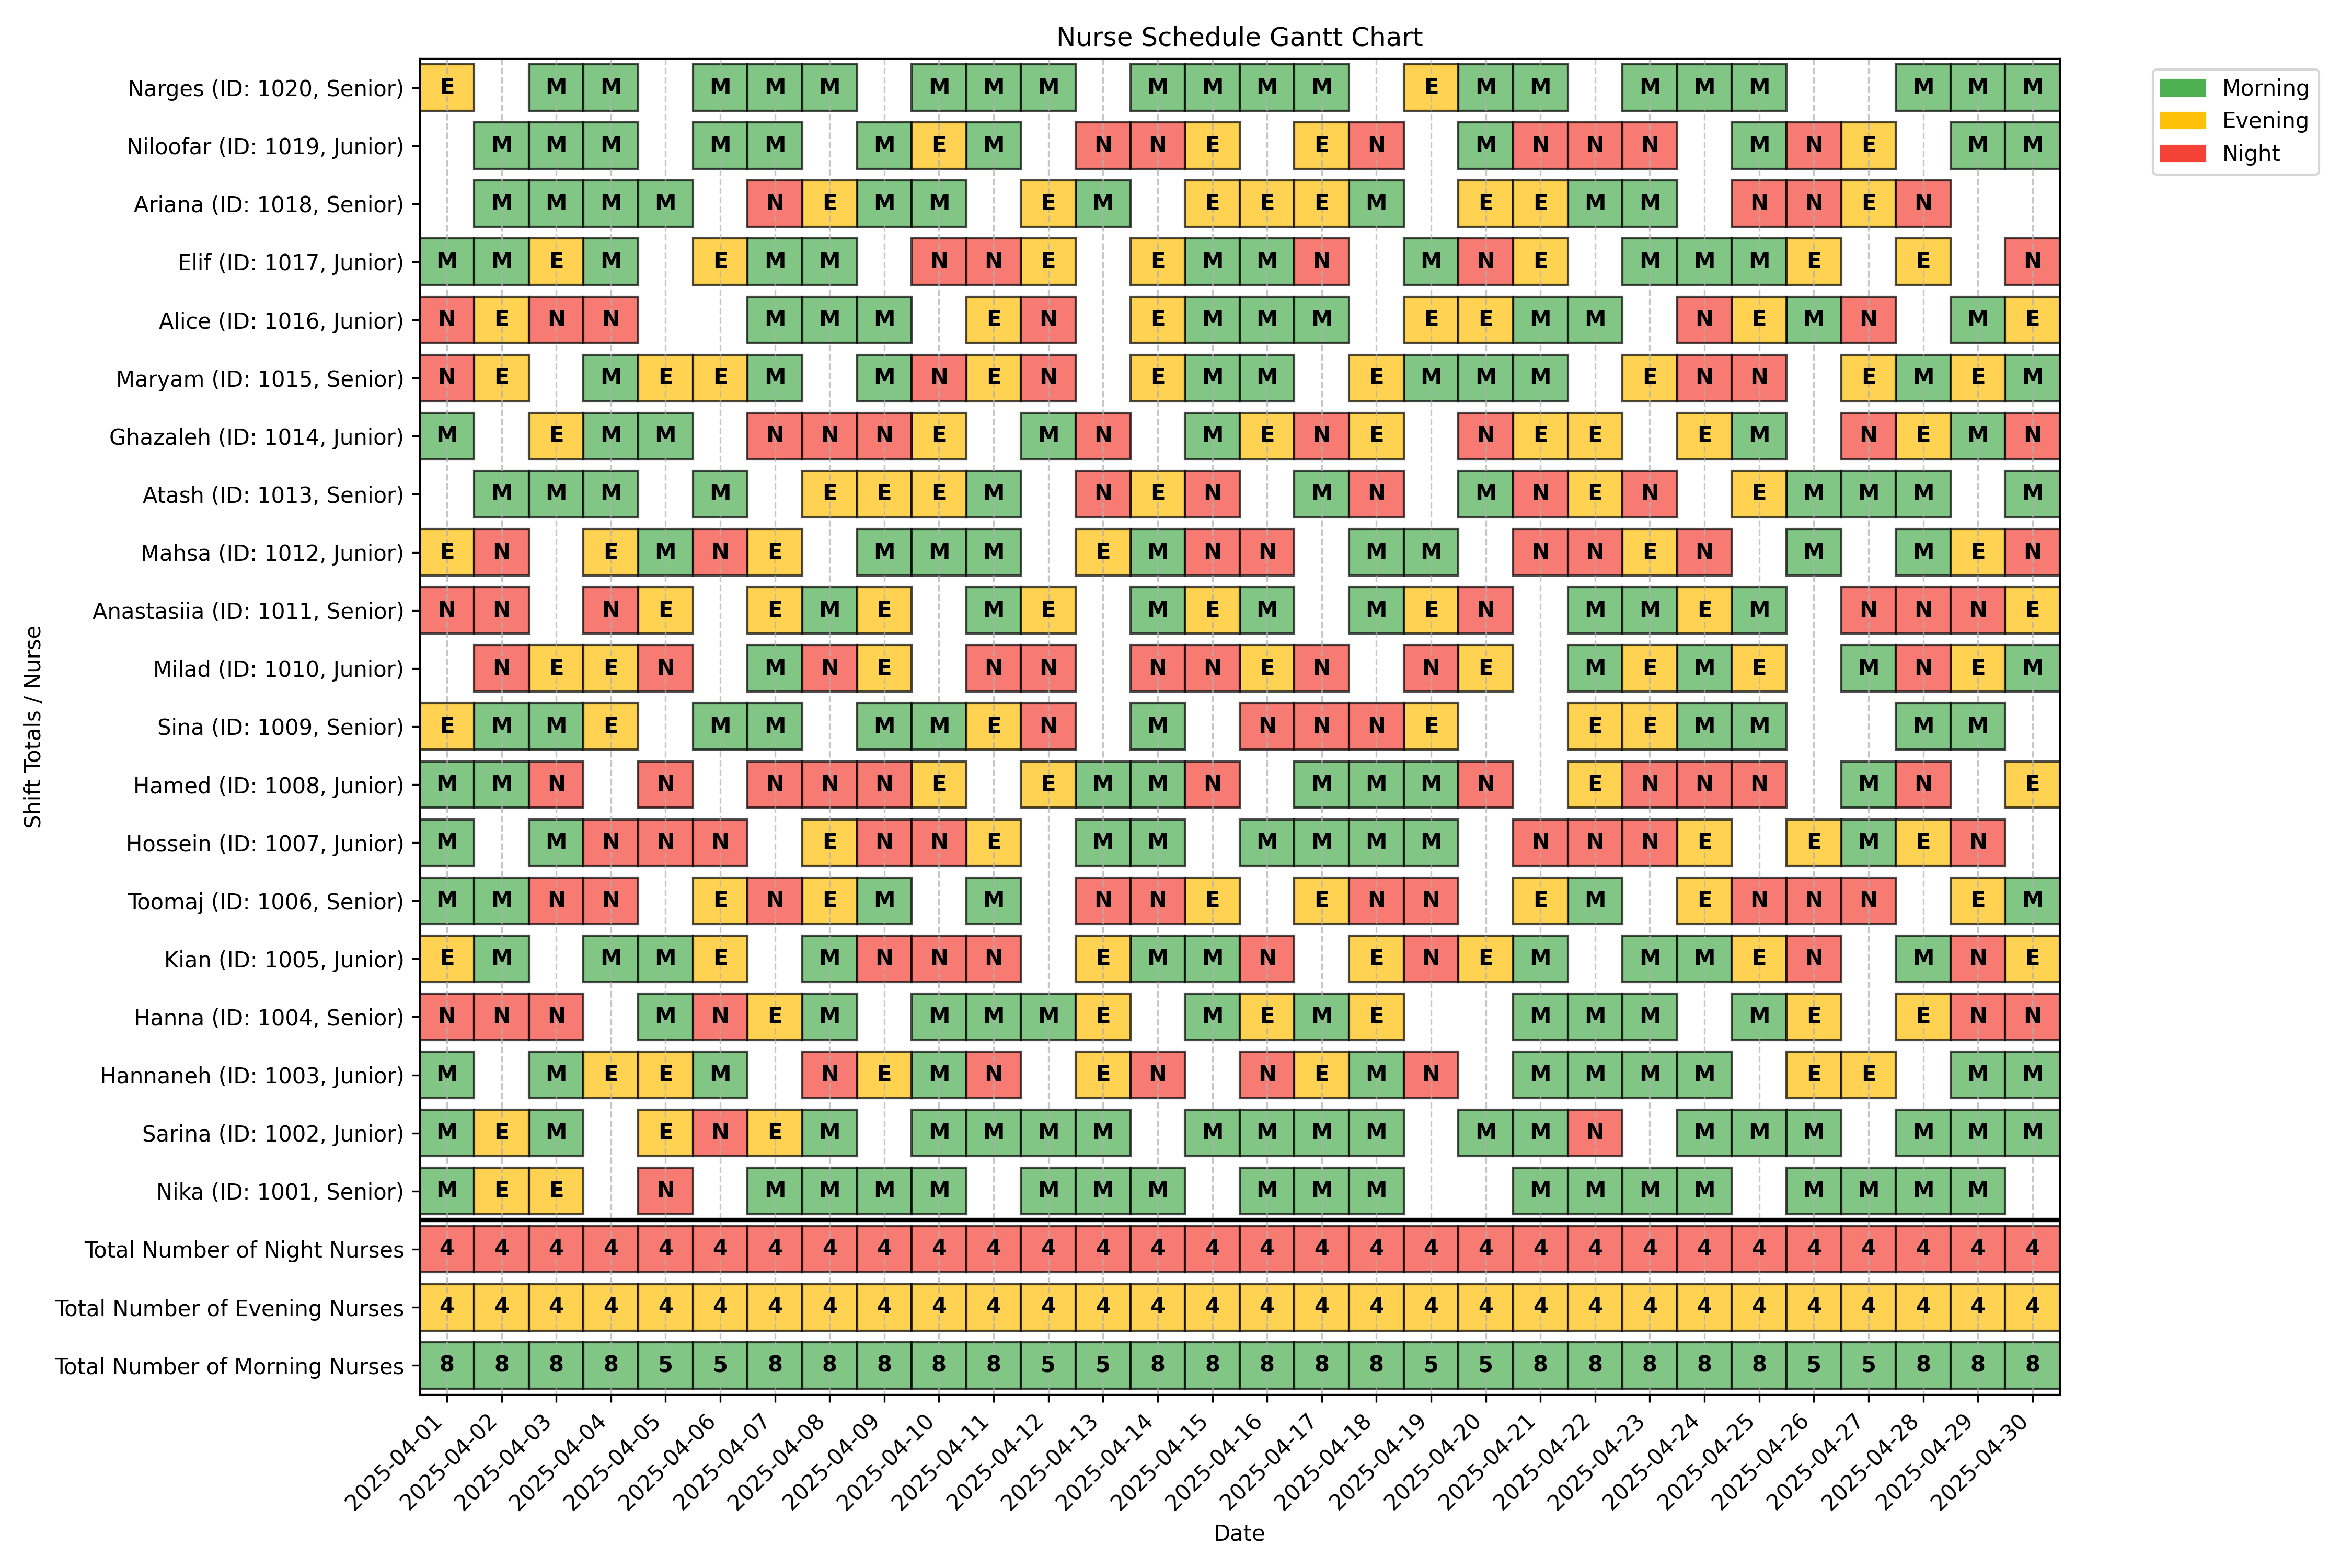 Nurse Schedule Gantt Chart
Narges (ID: 1020, Senior) E M M M M M M M M M M M M E M M M M M M M M
Niloofar (ID: 1019, Junior) M M M M M M E M N N E E N M N N N M N E M M
Ariana (ID: 1018, Senior) M M M M N E M M E M E E E M E E M M N N E N
Elif (ID: 1017, Junior) M M E M E M M N N E E M M N M N E M M M E E N
Alice (ID: 1016, Junior) N E N N M M M E N E M M M E E M M N E M N M E
Maryam (ID: 1015, Senior) N E M E E M M N E N E M M E M M M E N N E M E M
Ghazaleh (ID: 1014, Junior) M E M M N N N E M N M E N E N E E E M N E M N
Atash (ID: 1013, Senior) M M M M E E E M N E N M N M N E N E M M M M
Mahsa (ID: 1012, Junior) E N E M N E M M M E M N N M M N N E N M M E N
Anastasiia (ID: 1011, Senior) N N N E E M E M E M E M M E N M M E M N N N E
Milad (ID: 1010, Junior) N E E N M N E N N N N E N N E M E M E M N E M
Sina (ID: 1009, Senior) E M M E M M M M E N M N N N E E E M M M M
Hamed (ID: 1008, Junior) M M N N N N N E E M M N M M M N E N N N M N E
Hossein (ID: 1007, Junior) M M N N N E N N E M M M M M M N N N E E M E N
Toomaj (ID: 1006, Senior) M M N N E N E M M N N E E N N E M E N N N E M
Kian (ID: 1005, Junior) E M M M E M N N N E M M N E N E M M M E N M N E
Hanna (ID: 1004, Senior) N N N M N E M M M M E M E M E M M M M E E N N
Hannaneh (ID: 1003, Junior) M M E E M N E M N E N N E M N M M M M E E M M
Sarina (ID: 1002, Junior) M E M E N E M M M M M M M M M M M N M M M M M M
Nika (ID: 1001, Senior) M E E N M M M M M M M M M M M M M M M M M M
Total Number of Night Nurses 4 4 4 4 4 4 4 4 4 4 4 4 4 4 4 4 4 4 4 4 4 4 4 4 4 4 4 4 4 4
Total Number of Evening Nurses 4 4 4 4 4 4 4 4 4 4 4 4 4 4 4 4 4 4 4 4 4 4 4 4 4 4 4 4 4 4
Total Number of Morning Nurses 8 8 8 8 5 5 8 8 8 8 8 5 5 8 8 8 8 8 5 5 8 8 8 8 8 5 5 8 8 8
2025-04-01 2025-04-02 2025-04-03 2025-04-04 2025-04-05 2025-04-06 2025-04-07 2025-04-08 2025-04-09 2025-04-10 2025-04-11 2025-04-12 2025-04-13 2025-04-14 2025-04-15 2025-04-16 2025-04-17 2025-04-18 2025-04-19 2025-04-20 2025-04-21 2025-04-22 2025-04-23 2025-04-24 2025-04-25 2025-04-26 2025-04-27 2025-04-28 2025-04-29 2025-04-30
Date
Shift Totals / Nurse
Morning
Evening
Night